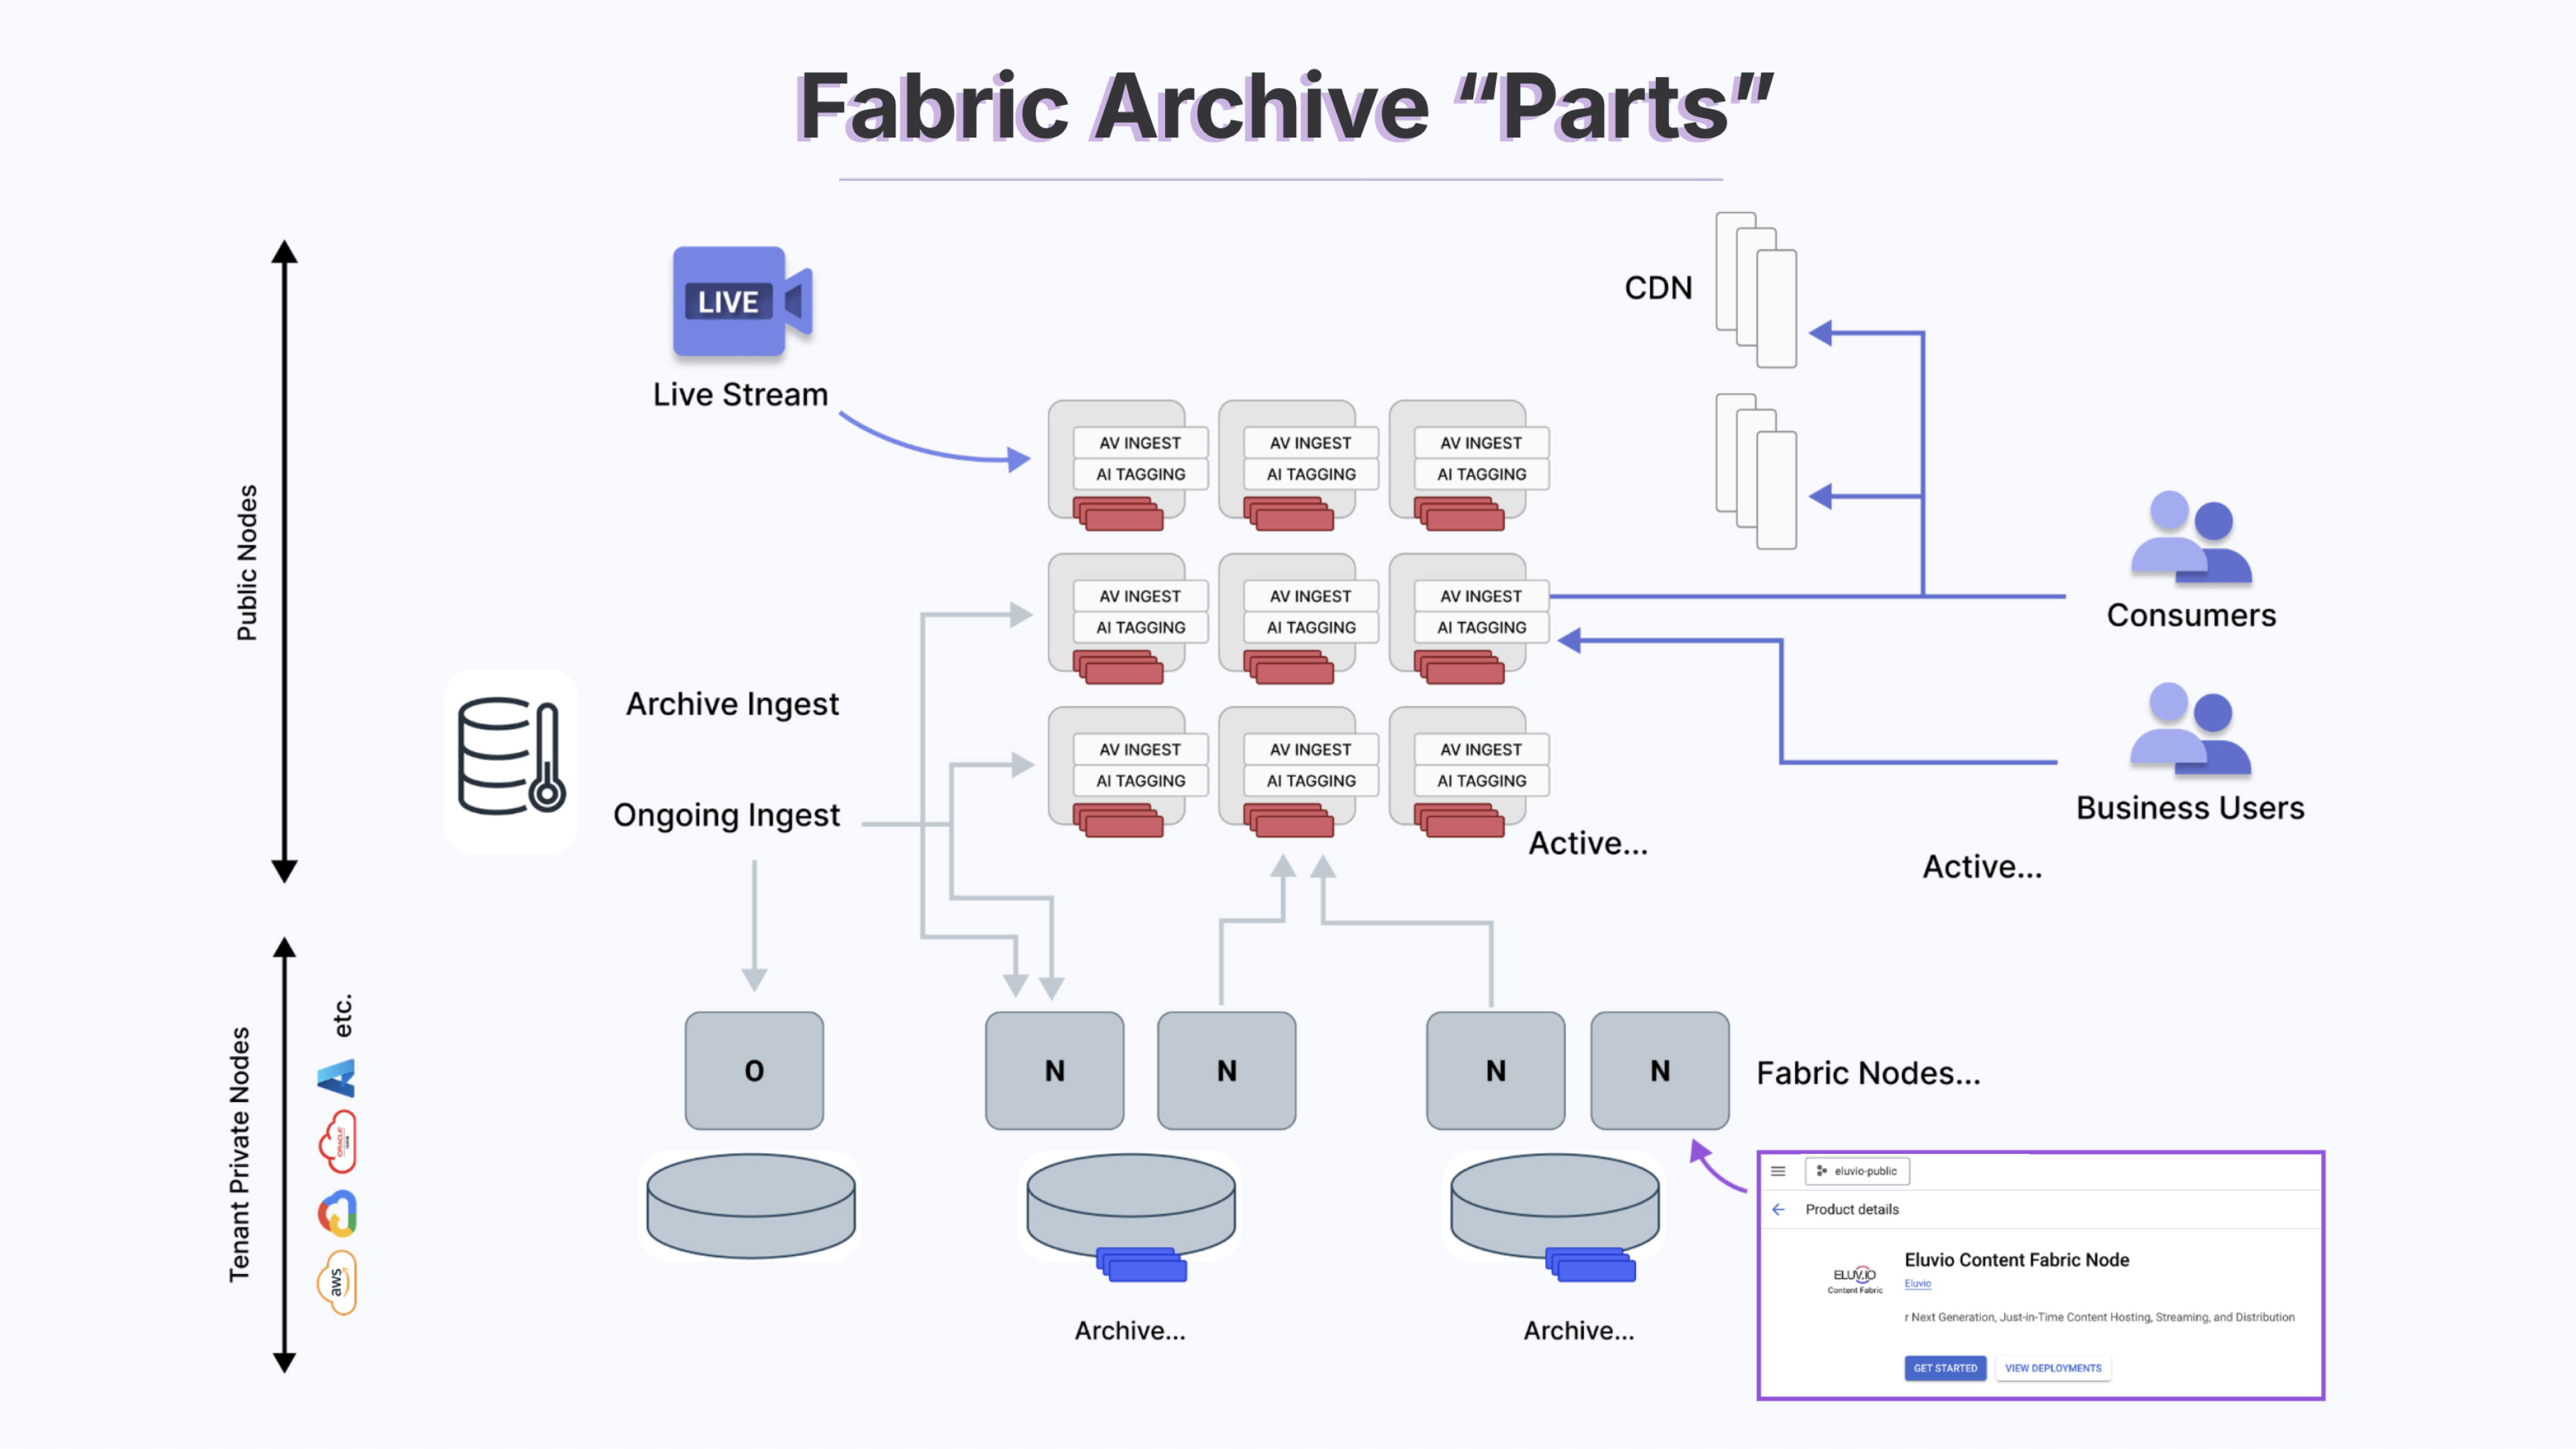 Fabric Archive “Parts”
LIVE
Live Stream
CDN
Public Nodes
AV INGEST
AI TAGGING
AV INGEST
AI TAGGING
AV INGEST
AI TAGGING
AV INGEST
AI TAGGING
AV INGEST
AI TAGGING
AV INGEST
AI TAGGING
Consumers
Archive Ingest
Ongoing Ingest
AV INGEST
AI TAGGING
AV INGEST
AI TAGGING
AV INGEST
AI TAGGING
Active...
Business Users
Active...
Tenant Private Nodes
etc.
ORACLE
aws
O
N
N
N
N
Fabric Nodes...
Archive...
Archive...
eluvio-public
Product details
ELUV.IO
Content Fabric
Eluvio Content Fabric Node
Eluvio
r Next Generation, Just-in-Time Content Hosting, Streaming, and Distribution
GET STARTED
VIEW DEPLOYMENTS